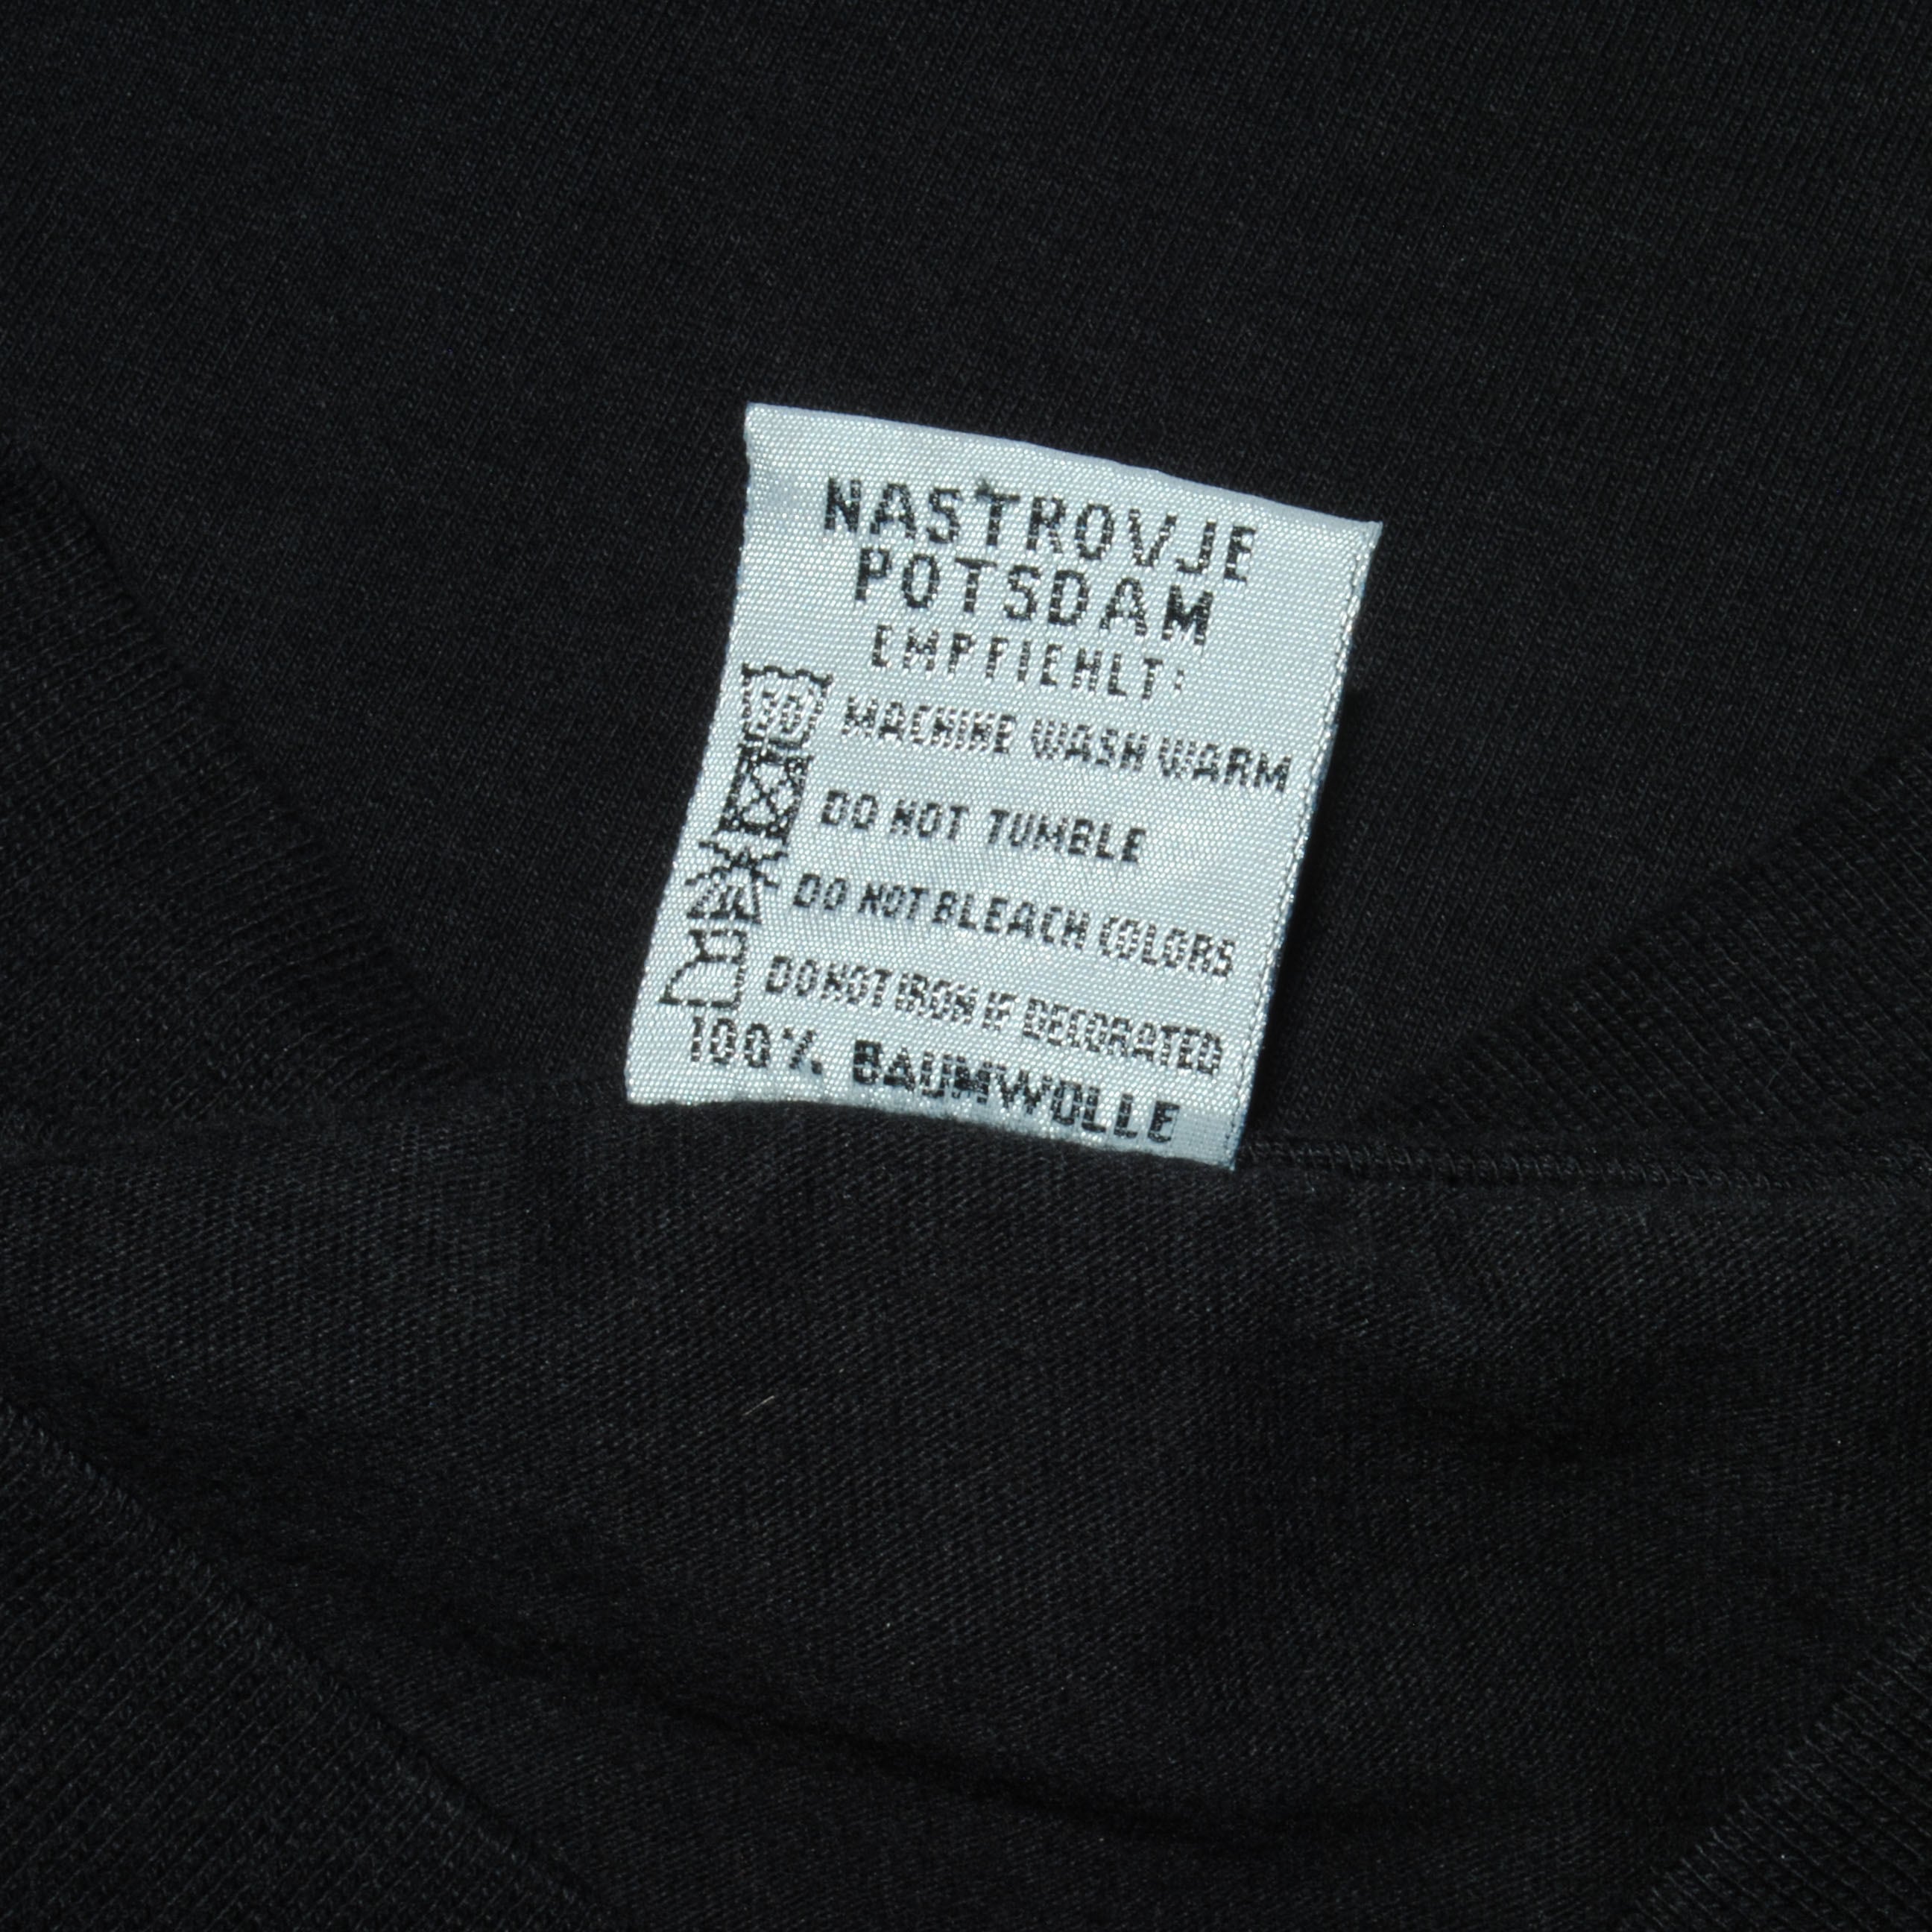 NASTROVJE
POTSDAM
EMPFIEHLT:
30 MACHINE WASH WARM
DO NOT TUMBLE
DO NOT BLEACH COLORS
DO NOT IRON IF DECORATED
100% BAUMWOLLE